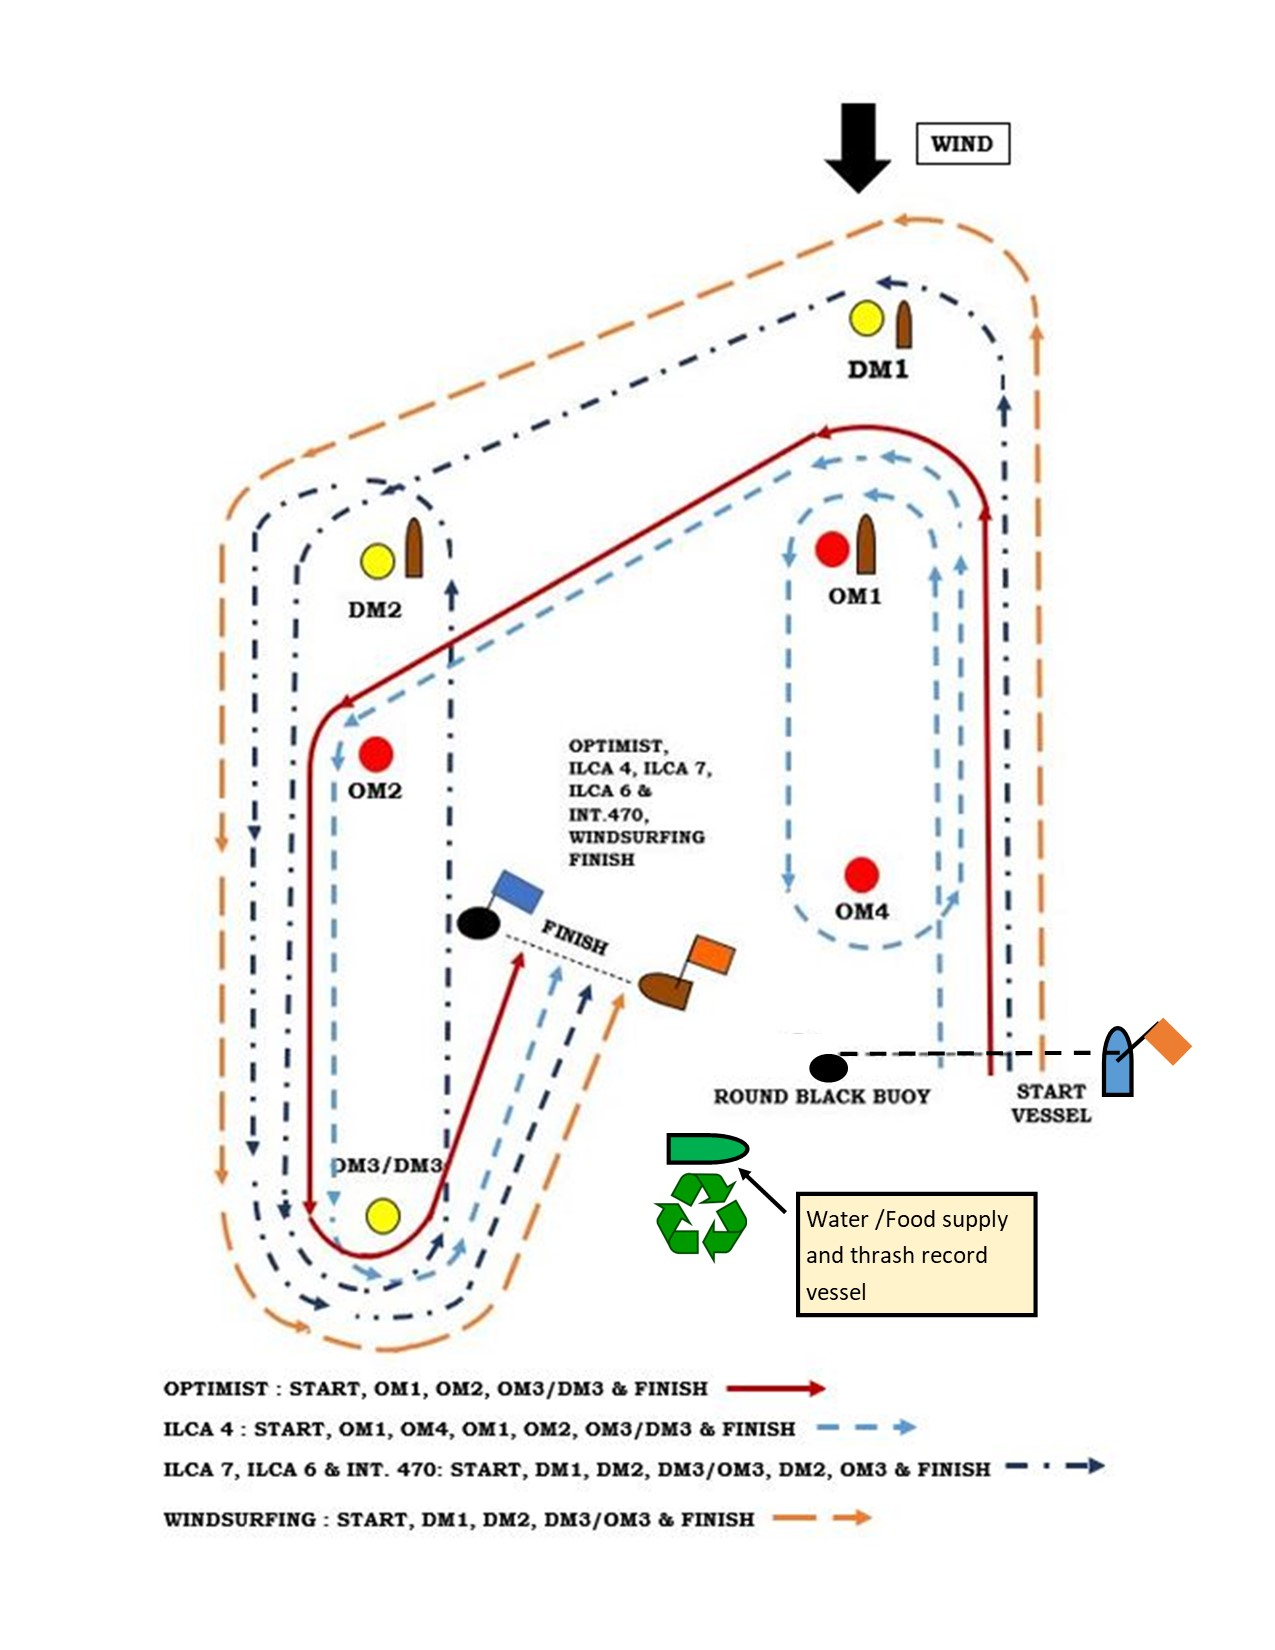 WIND
DM1
DM2
OM1
OM2
OPTIMIST,
ILCA 4, ILCA 7,
ILCA 6 &
INT.470,
WINDSURFING
FINISH
OM4
FINISH
ROUND BLACK BUOY
START
VESSEL
DM3/DM3
Water /Food supply
and thrash record
vessel
OPTIMIST : START, OM1, OM2, OM3/DM3 & FINISH
ILCA 4 : START, OM1, OM4, OM1, OM2, OM3/DM3 & FINISH
ILCA 7, ILCA 6 & INT. 470: START, DM1, DM2, DM3/OM3, DM2, OM3 & FINISH
WINDSURFING : START, DM1, DM2, DM3/OM3 & FINISH